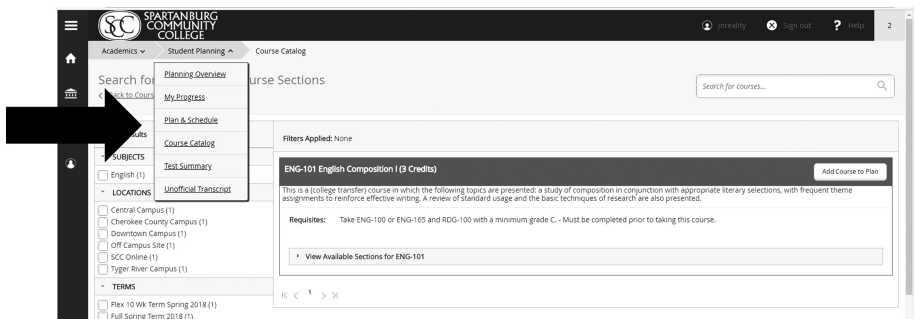 SPARTANBURG
COMMUNITY
COLLEGE
SCC
jnreality
Sign out
? Help
2
Academics
Student Planning
Course Catalog
Search for
urse Sections
Back to Cours
Search for courses...
Planning Overview
My Progress
Plan & Schedule
Course Catalog
Test Summary
Unofficial Transcript
Filters Applied: None
SUBJECTS
English (1)
LOCATIONS
Central Campus (1)
Cherokee County Campus (1)
Downtown Campus (1)
Off Campus Site (1)
SCC Online (1)
Tyger River Campus (1)
TERMS
Flex 10 Wk Term Spring 2018 (1)
Full Spring Term 2018 (1)
ENG-101 English Composition I (3 Credits)
Add Course to Plan
This is a (college transfer) course in which the following topics are presented: a study of composition in conjunction with appropriate literary selections, with frequent theme
assignments to reinforce effective writing. A review of standard usage and the basic techniques of research are also presented.
Requisites: Take ENG-100 or ENG-165 and RDG-100 with a minimum grade C. - Must be completed prior to taking this course.
View Available Sections for ENG-101
1